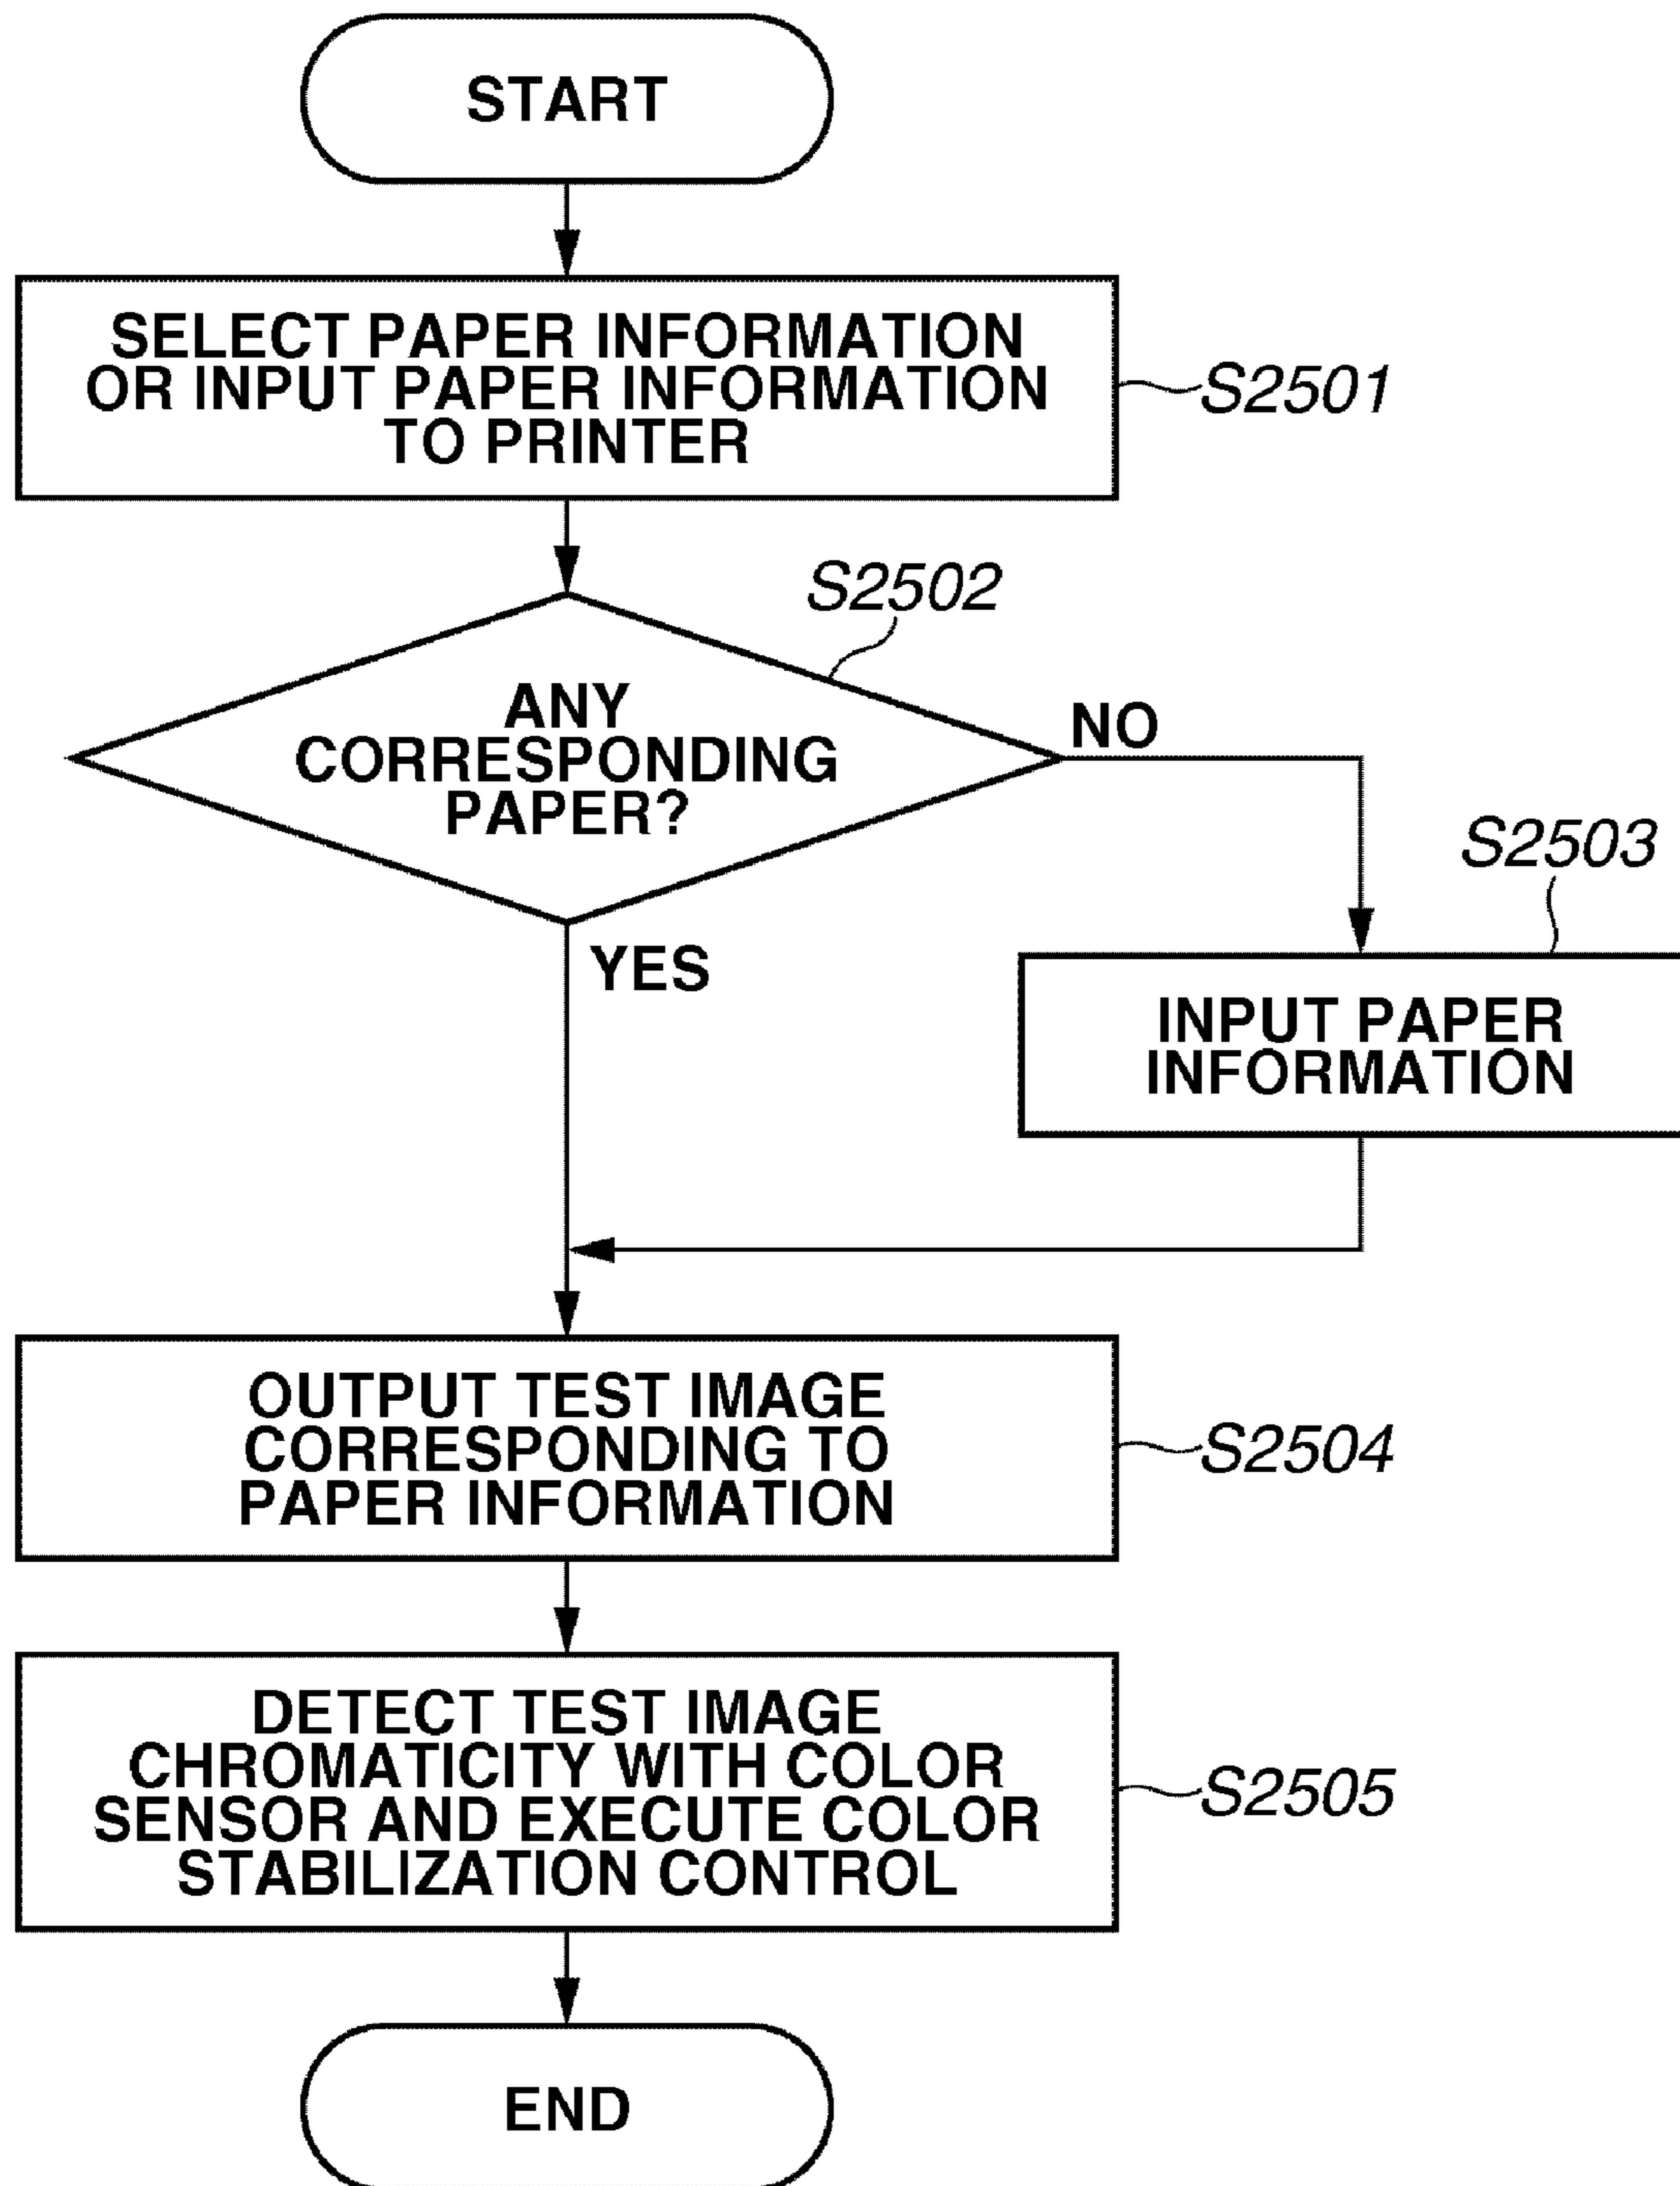 START
SELECT PAPER INFORMATION
OR INPUT PAPER INFORMATION
TO PRINTER
S2501
S2502
ANY
CORRESPONDING
PAPER?
NO
YES
S2503
INPUT PAPER
INFORMATION
OUTPUT TEST IMAGE
CORRESPONDING TO
PAPER INFORMATION
S2504
DETECT TEST IMAGE
CHROMATICITY WITH COLOR
SENSOR AND EXECUTE COLOR
STABILIZATION CONTROL
S2505
END